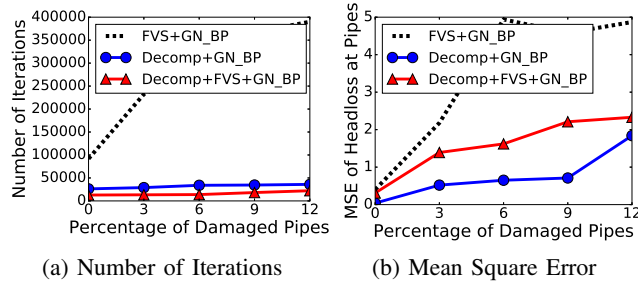 400000
350000
300000
250000
200000
150000
100000
50000
0
Number of Iterations
FVS+GN_BP
Decomp+GN_BP
Decomp+FVS+GN_BP
0 3 6 9 12
Percentage of Damaged Pipes
(a) Number of Iterations
5
4
3
2
1
0
MSE of Headloss at Pipes
FVS+GN_BP
Decomp+GN_BP
Decomp+FVS+GN_BP
0 3 6 9 12
Percentage of Damaged Pipes
(b) Mean Square Error